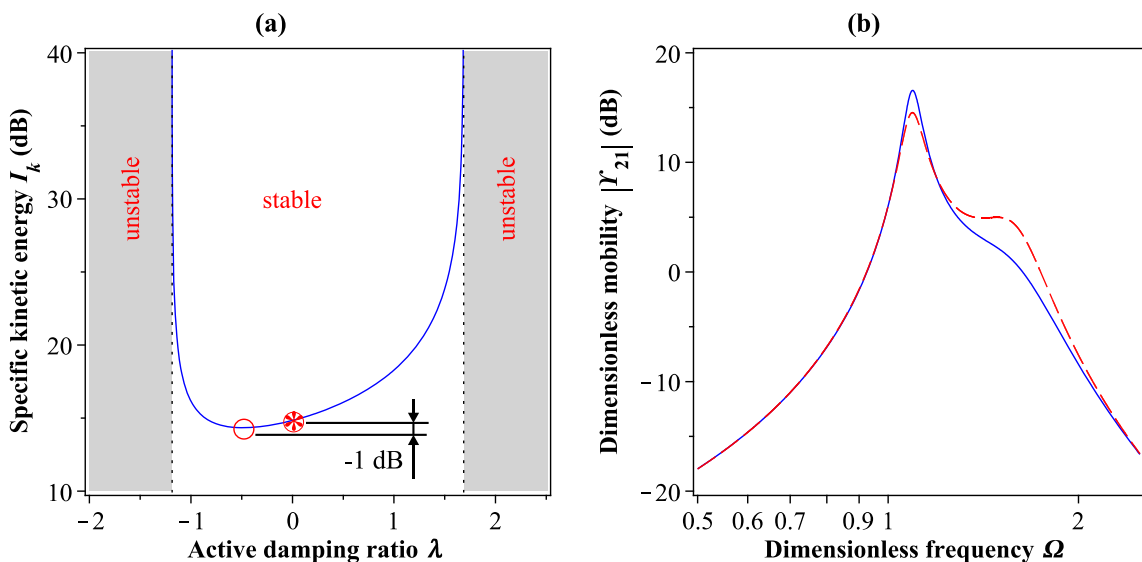 (a)
Specific kinetic energy I_k (dB)
40
30
20
10
unstable
stable
unstable
-1 dB
−2
−1
0
1
2
Active damping ratio λ
(b)
Dimensionless mobility |Υ_21| (dB)
20
10
0
−10
−20
0.5
0.6
0.7
0.9
1
2
Dimensionless frequency Ω